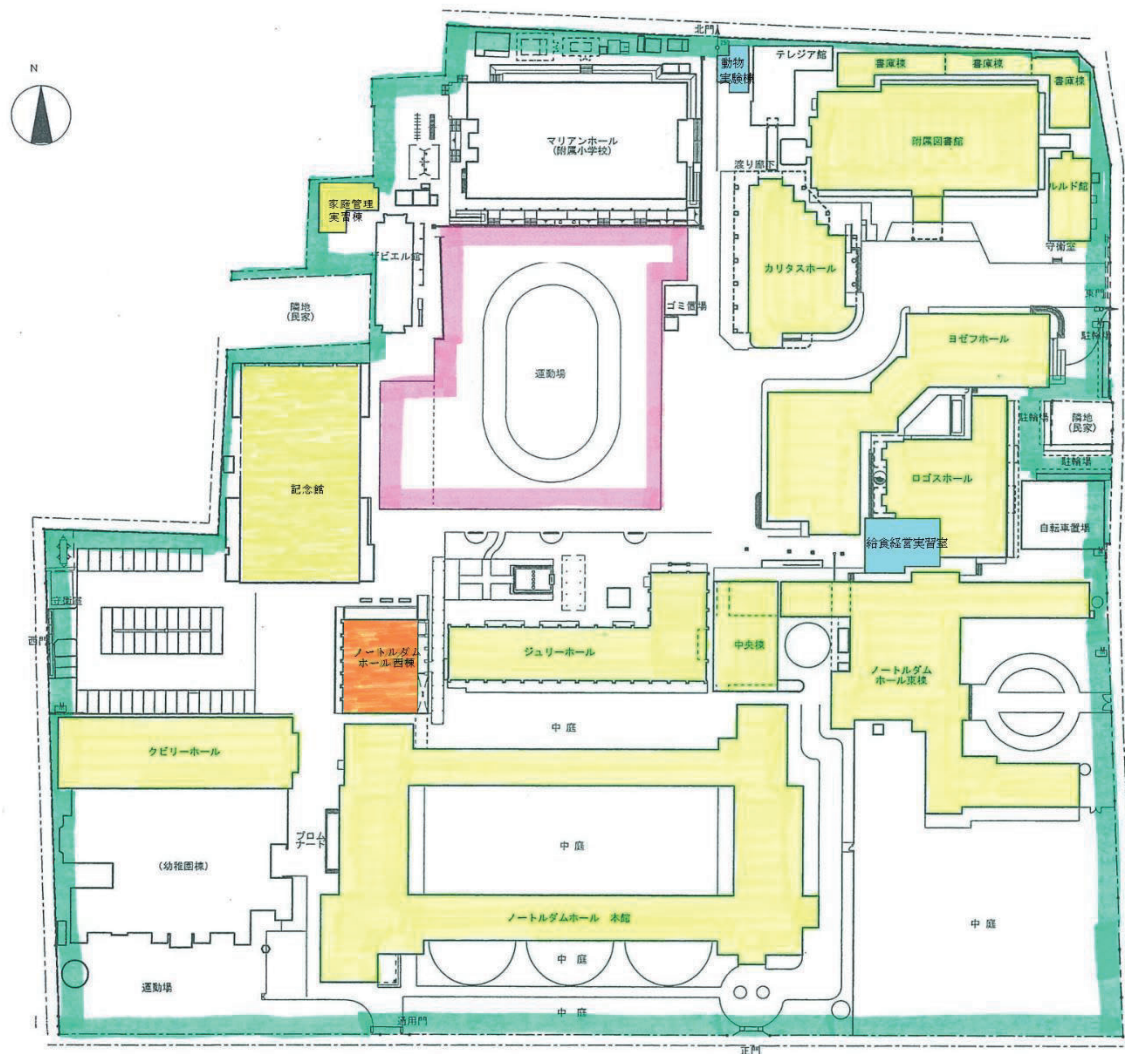 北門
N
動物
実験棟
テレジア館
書庫棟
書庫棟
書庫棟
マリアンホール
(附属小学校)
附属図書館
渡り廊下
ルルド館
家庭管理
実習棟
ザビエル館
守衛室
カリタスホール
隣地
(民家)
ゴミ置場
東門
駐輪場
ヨゼフホール
運動場
駐輪場
隣地
(民家)
駐輪場
ロゴスホール
記念館
自転車置場
給食経営実習室
守衛室
西門
ノートルダム
ホール西棟
ジュリーホール
中央棟
ノートルダム
ホール東棟
中庭
クビリーホール
プロム
ナード
中庭
(幼稚園棟)
ノートルダムホール 本館
中庭
中庭
運動場
通用門
中庭
正門